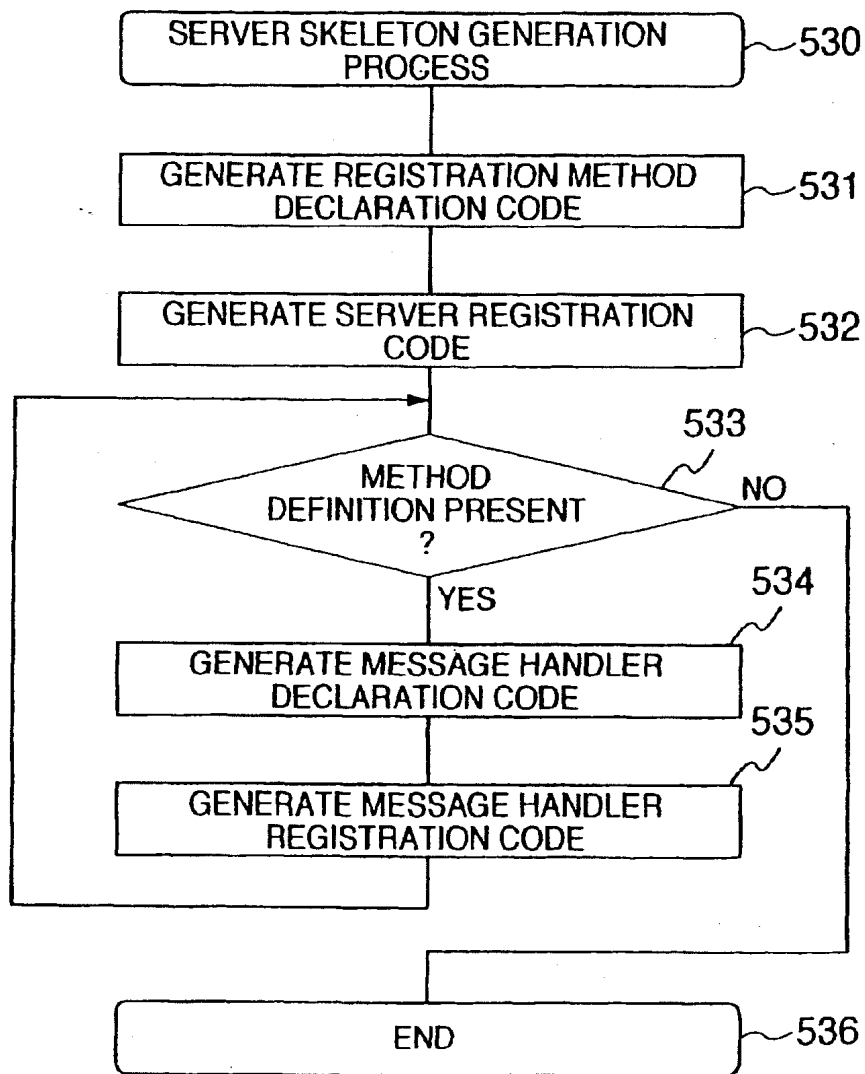 SERVER SKELETON GENERATION
PROCESS
530
GENERATE REGISTRATION METHOD
DECLARATION CODE
531
GENERATE SERVER REGISTRATION
CODE
532
533
METHOD
DEFINITION PRESENT
?
NO
YES
534
GENERATE MESSAGE HANDLER
DECLARATION CODE
535
GENERATE MESSAGE HANDLER
REGISTRATION CODE
END
536